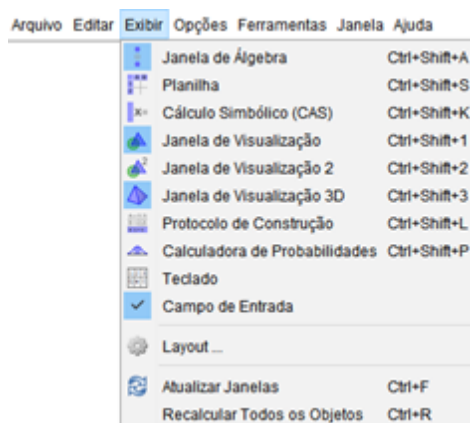 Arquivo Editar Exibir Opções Ferramentas Janela Ajuda
Janela de Álgebra Ctrl+Shift+A
Planilha Ctrl+Shift+S
x= Cálculo Simbólico (CAS) Ctrl+Shift+K
Janela de Visualização Ctrl+Shift+1
2 Janela de Visualização 2 Ctrl+Shift+2
Janela de Visualização 3D Ctrl+Shift+3
Protocolo de Construção Ctrl+Shift+L
Calculadora de Probabilidades Ctrl+Shift+P
Teclado
Campo de Entrada
Layout ...
Atualizar Janelas Ctrl+F
Recalcular Todos os Objetos Ctrl+R